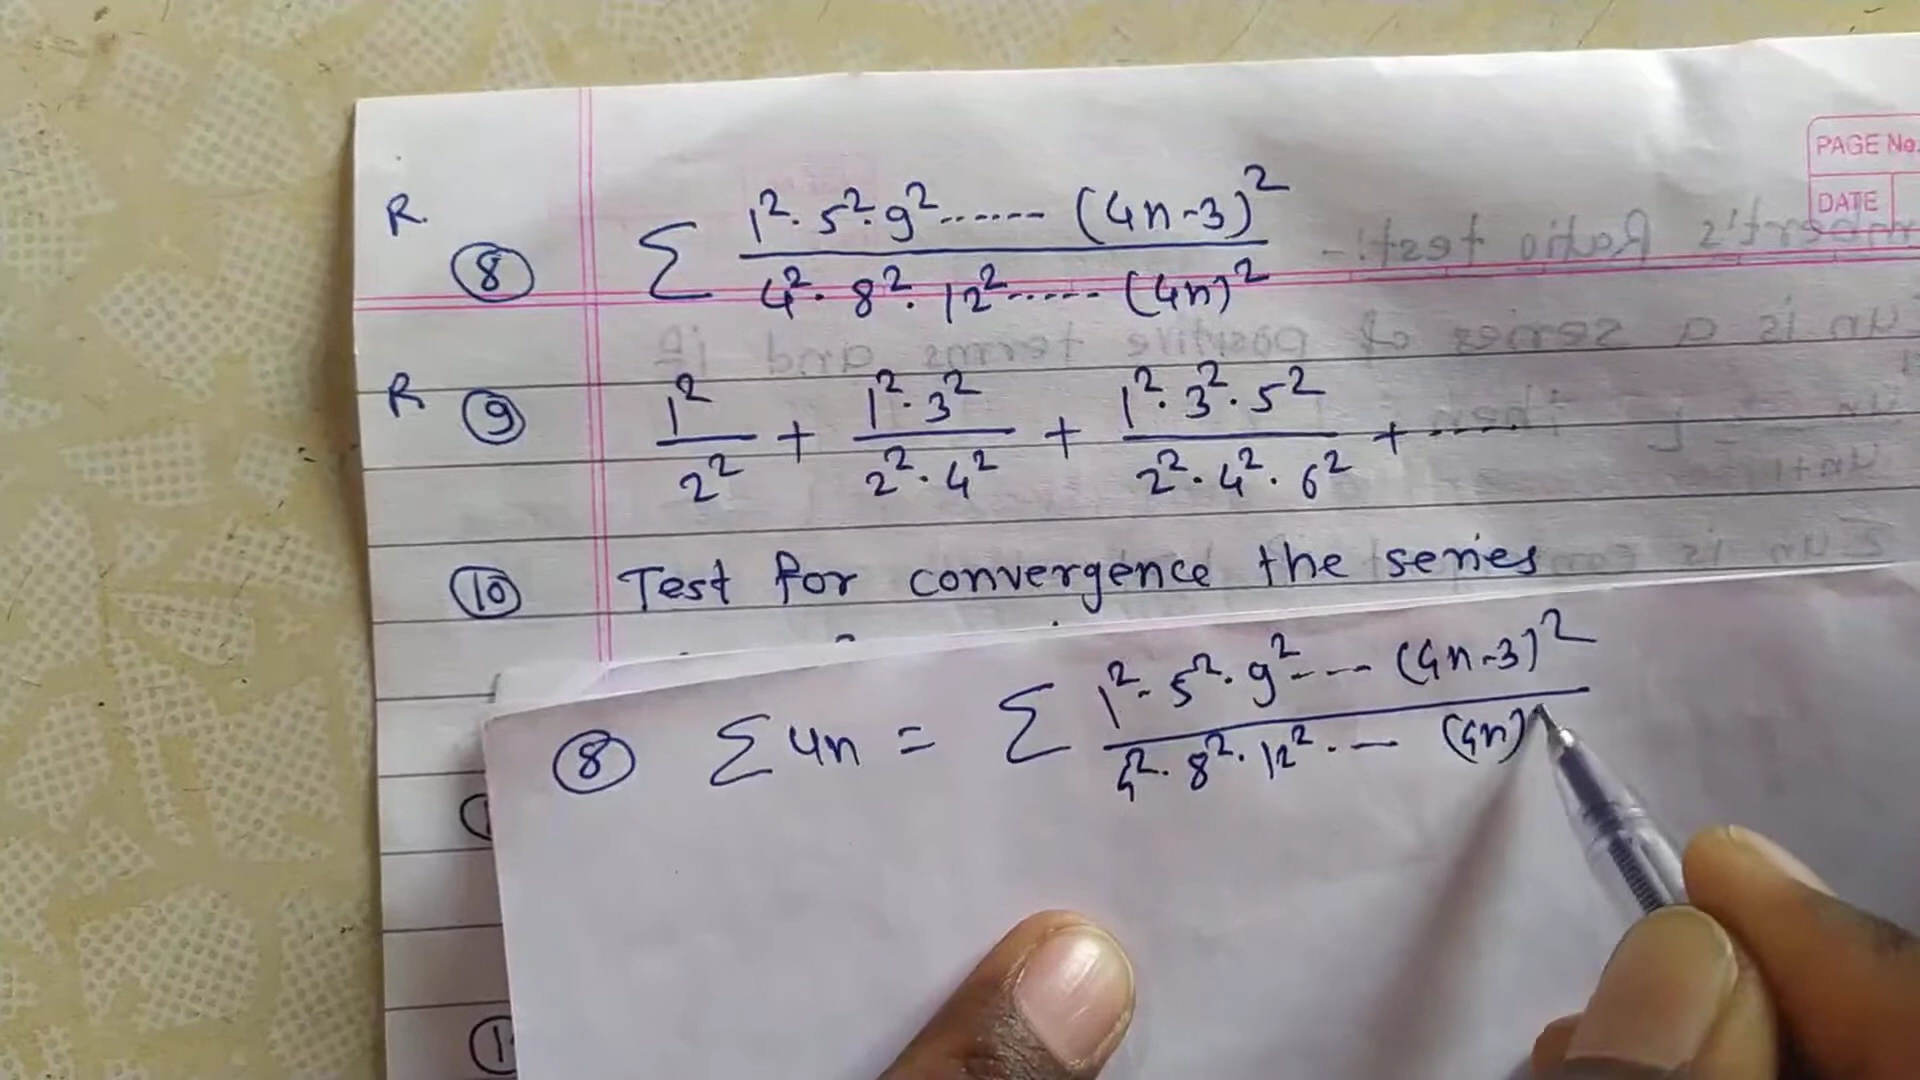 PAGE No.
DATE
R
⑧ Σ 1²·5²·9²...... (4n-3)² / 4²·8²·12²..... (4n)²
R ⑨ 1²/2² + 1²·3²/2²·4² + 1²·3²·5²/2²·4²·6² + .....
⑩ Test for convergence the series
⑧ Σ un = Σ 1²·5²·9²--- (4n-3)² / 4²·8²·12²·-- (4n)